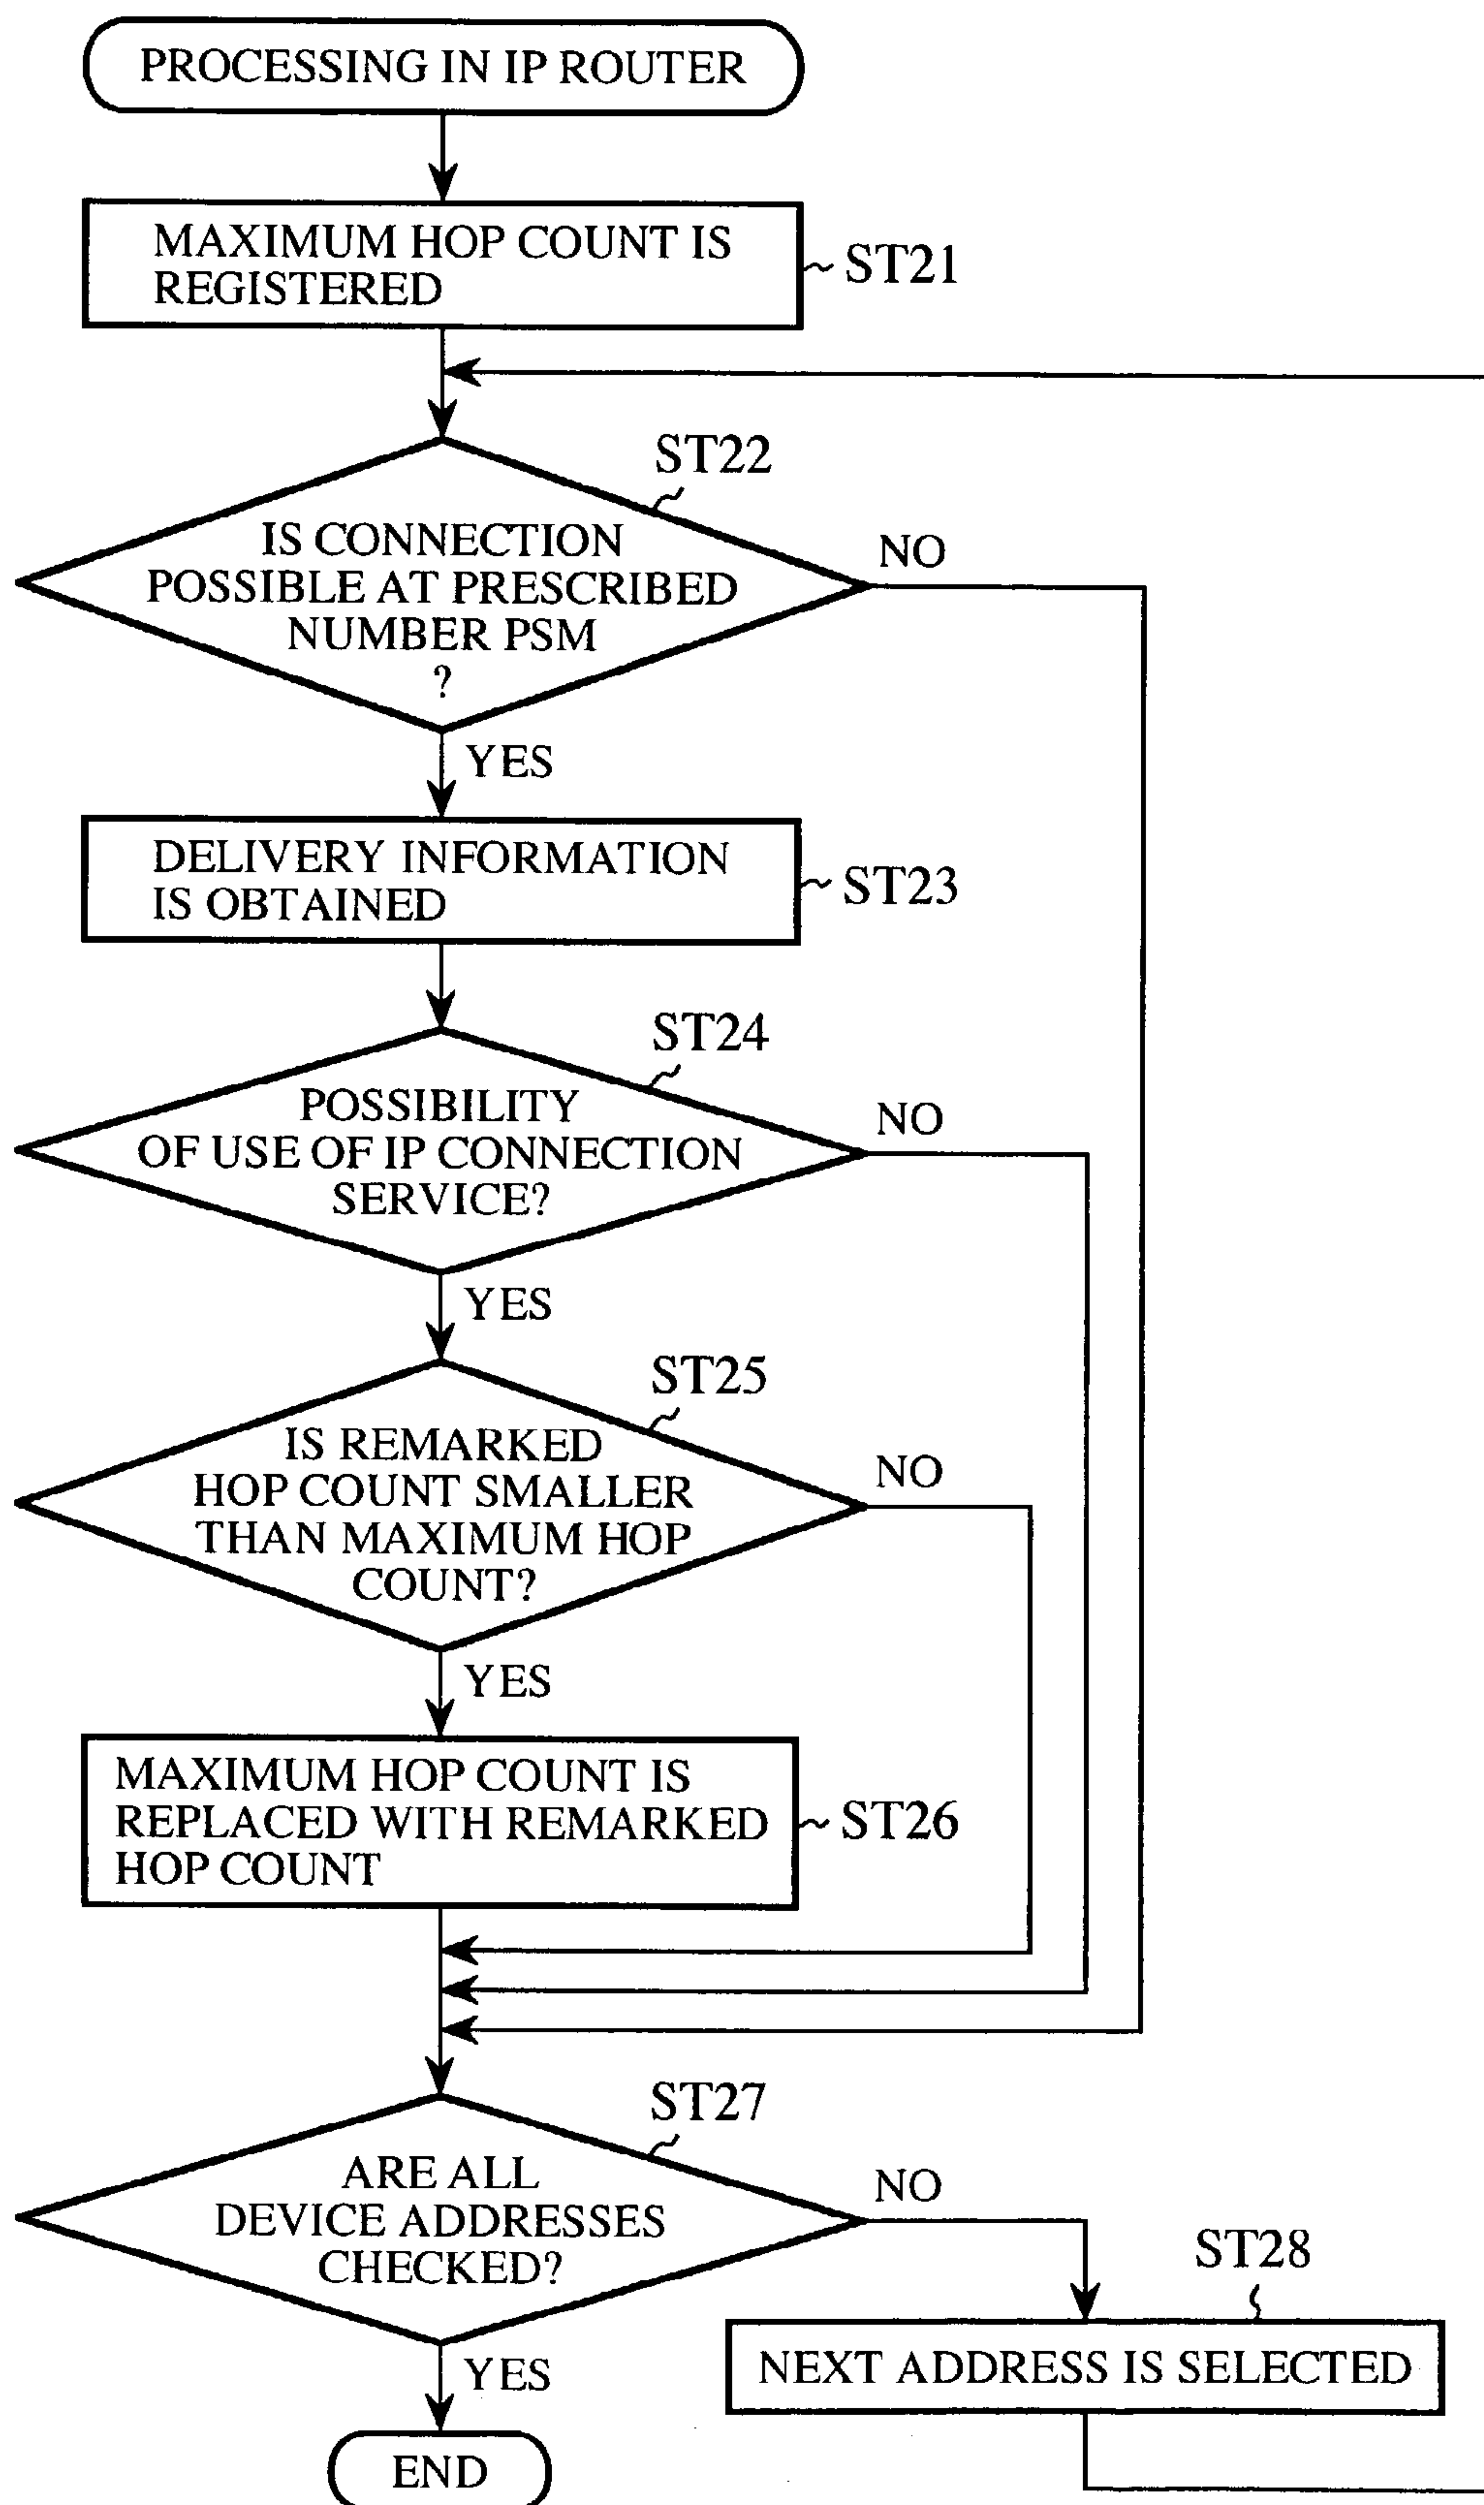 PROCESSING IN IP ROUTER
MAXIMUM HOP COUNT IS
REGISTERED
ST21
ST22
IS CONNECTION
POSSIBLE AT PRESCRIBED
NUMBER PSM
?
NO
YES
DELIVERY INFORMATION
IS OBTAINED
ST23
ST24
POSSIBILITY
OF USE OF IP CONNECTION
SERVICE?
NO
YES
ST25
IS REMARKED
HOP COUNT SMALLER
THAN MAXIMUM HOP
COUNT?
NO
YES
MAXIMUM HOP COUNT IS
REPLACED WITH REMARKED
HOP COUNT
ST26
ST27
ARE ALL
DEVICE ADDRESSES
CHECKED?
NO
ST28
NEXT ADDRESS IS SELECTED
YES
END